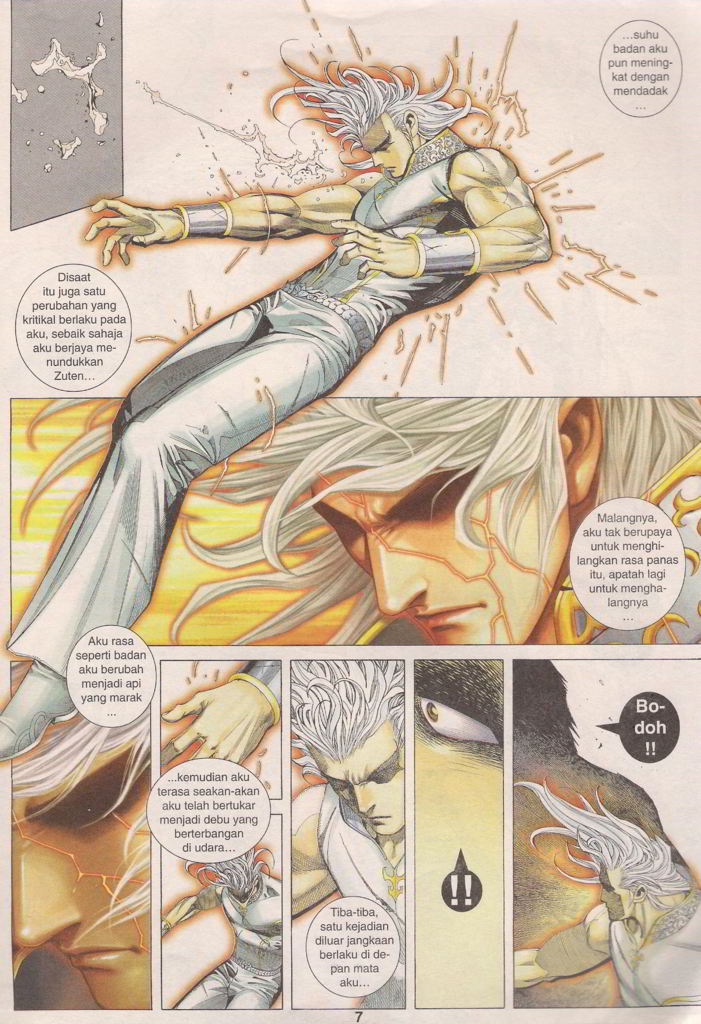 Disaat
itu juga satu
perubahan yang
kritikal berlaku pada
aku, sebaik sahaja
aku berjaya me-
nundukkan
Zuten...
...suhu
badan aku
pun mening-
kat dengan
mendadak
...
Malangnya,
aku tak berupaya
untuk menghi-
langkan rasa panas
itu, apatah lagi
untuk mengha-
langnya
...
Aku rasa
seperti badan
aku berubah
menjadi api
yang marak
...
...kemudian aku
terasa seakan-akan
aku telah bertukar
menjadi debu yang
berterbangan
di udara...
Tiba-tiba,
satu kejadian
diluar jangkaan
berlaku di de-
pan mata
aku...
!!
Bo-
doh
!!
7